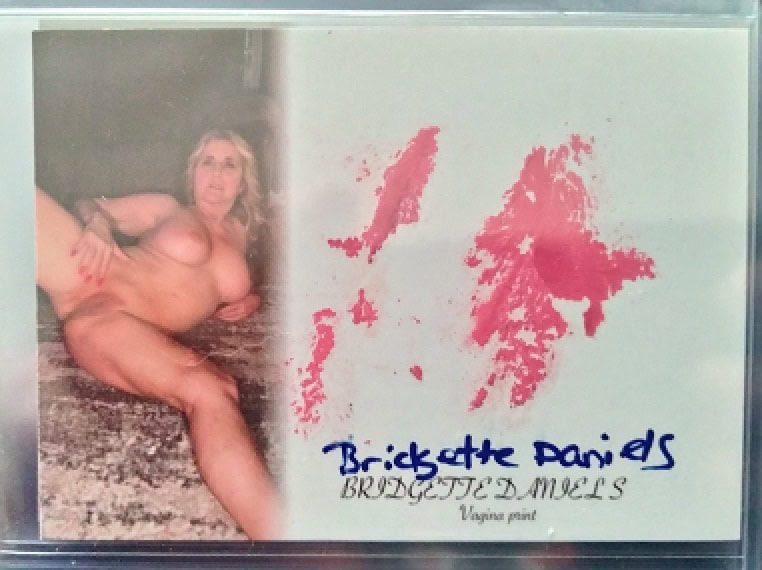 Bridgette Daniels
BRIDGETTE DANIELS
Vagina print